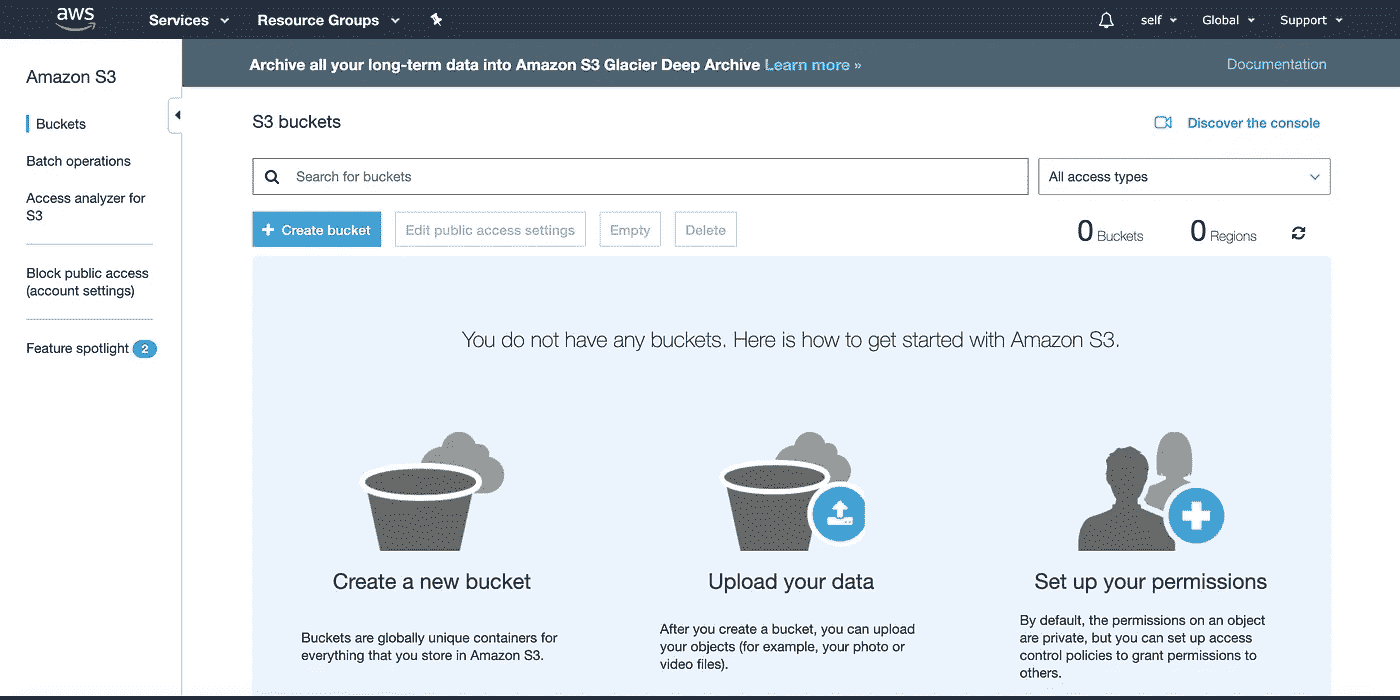 aws
Services
Resource Groups
self
Global
Support
Amazon S3
Buckets
Batch operations
Access analyzer for
S3
Block public access
(account settings)
Feature spotlight 2
Archive all your long-term data into Amazon S3 Glacier Deep Archive Learn more »
Documentation
S3 buckets
Discover the console
Search for buckets
All access types
Create bucket
Edit public access settings
Empty
Delete
0 Buckets
0 Regions
You do not have any buckets. Here is how to get started with Amazon S3.
Create a new bucket
Buckets are globally unique containers for
everything that you store in Amazon S3.
Upload your data
After you create a bucket, you can upload
your objects (for example, your photo or
video files).
Set up your permissions
By default, the permissions on an object
are private, but you can set up access
control policies to grant permissions to
others.